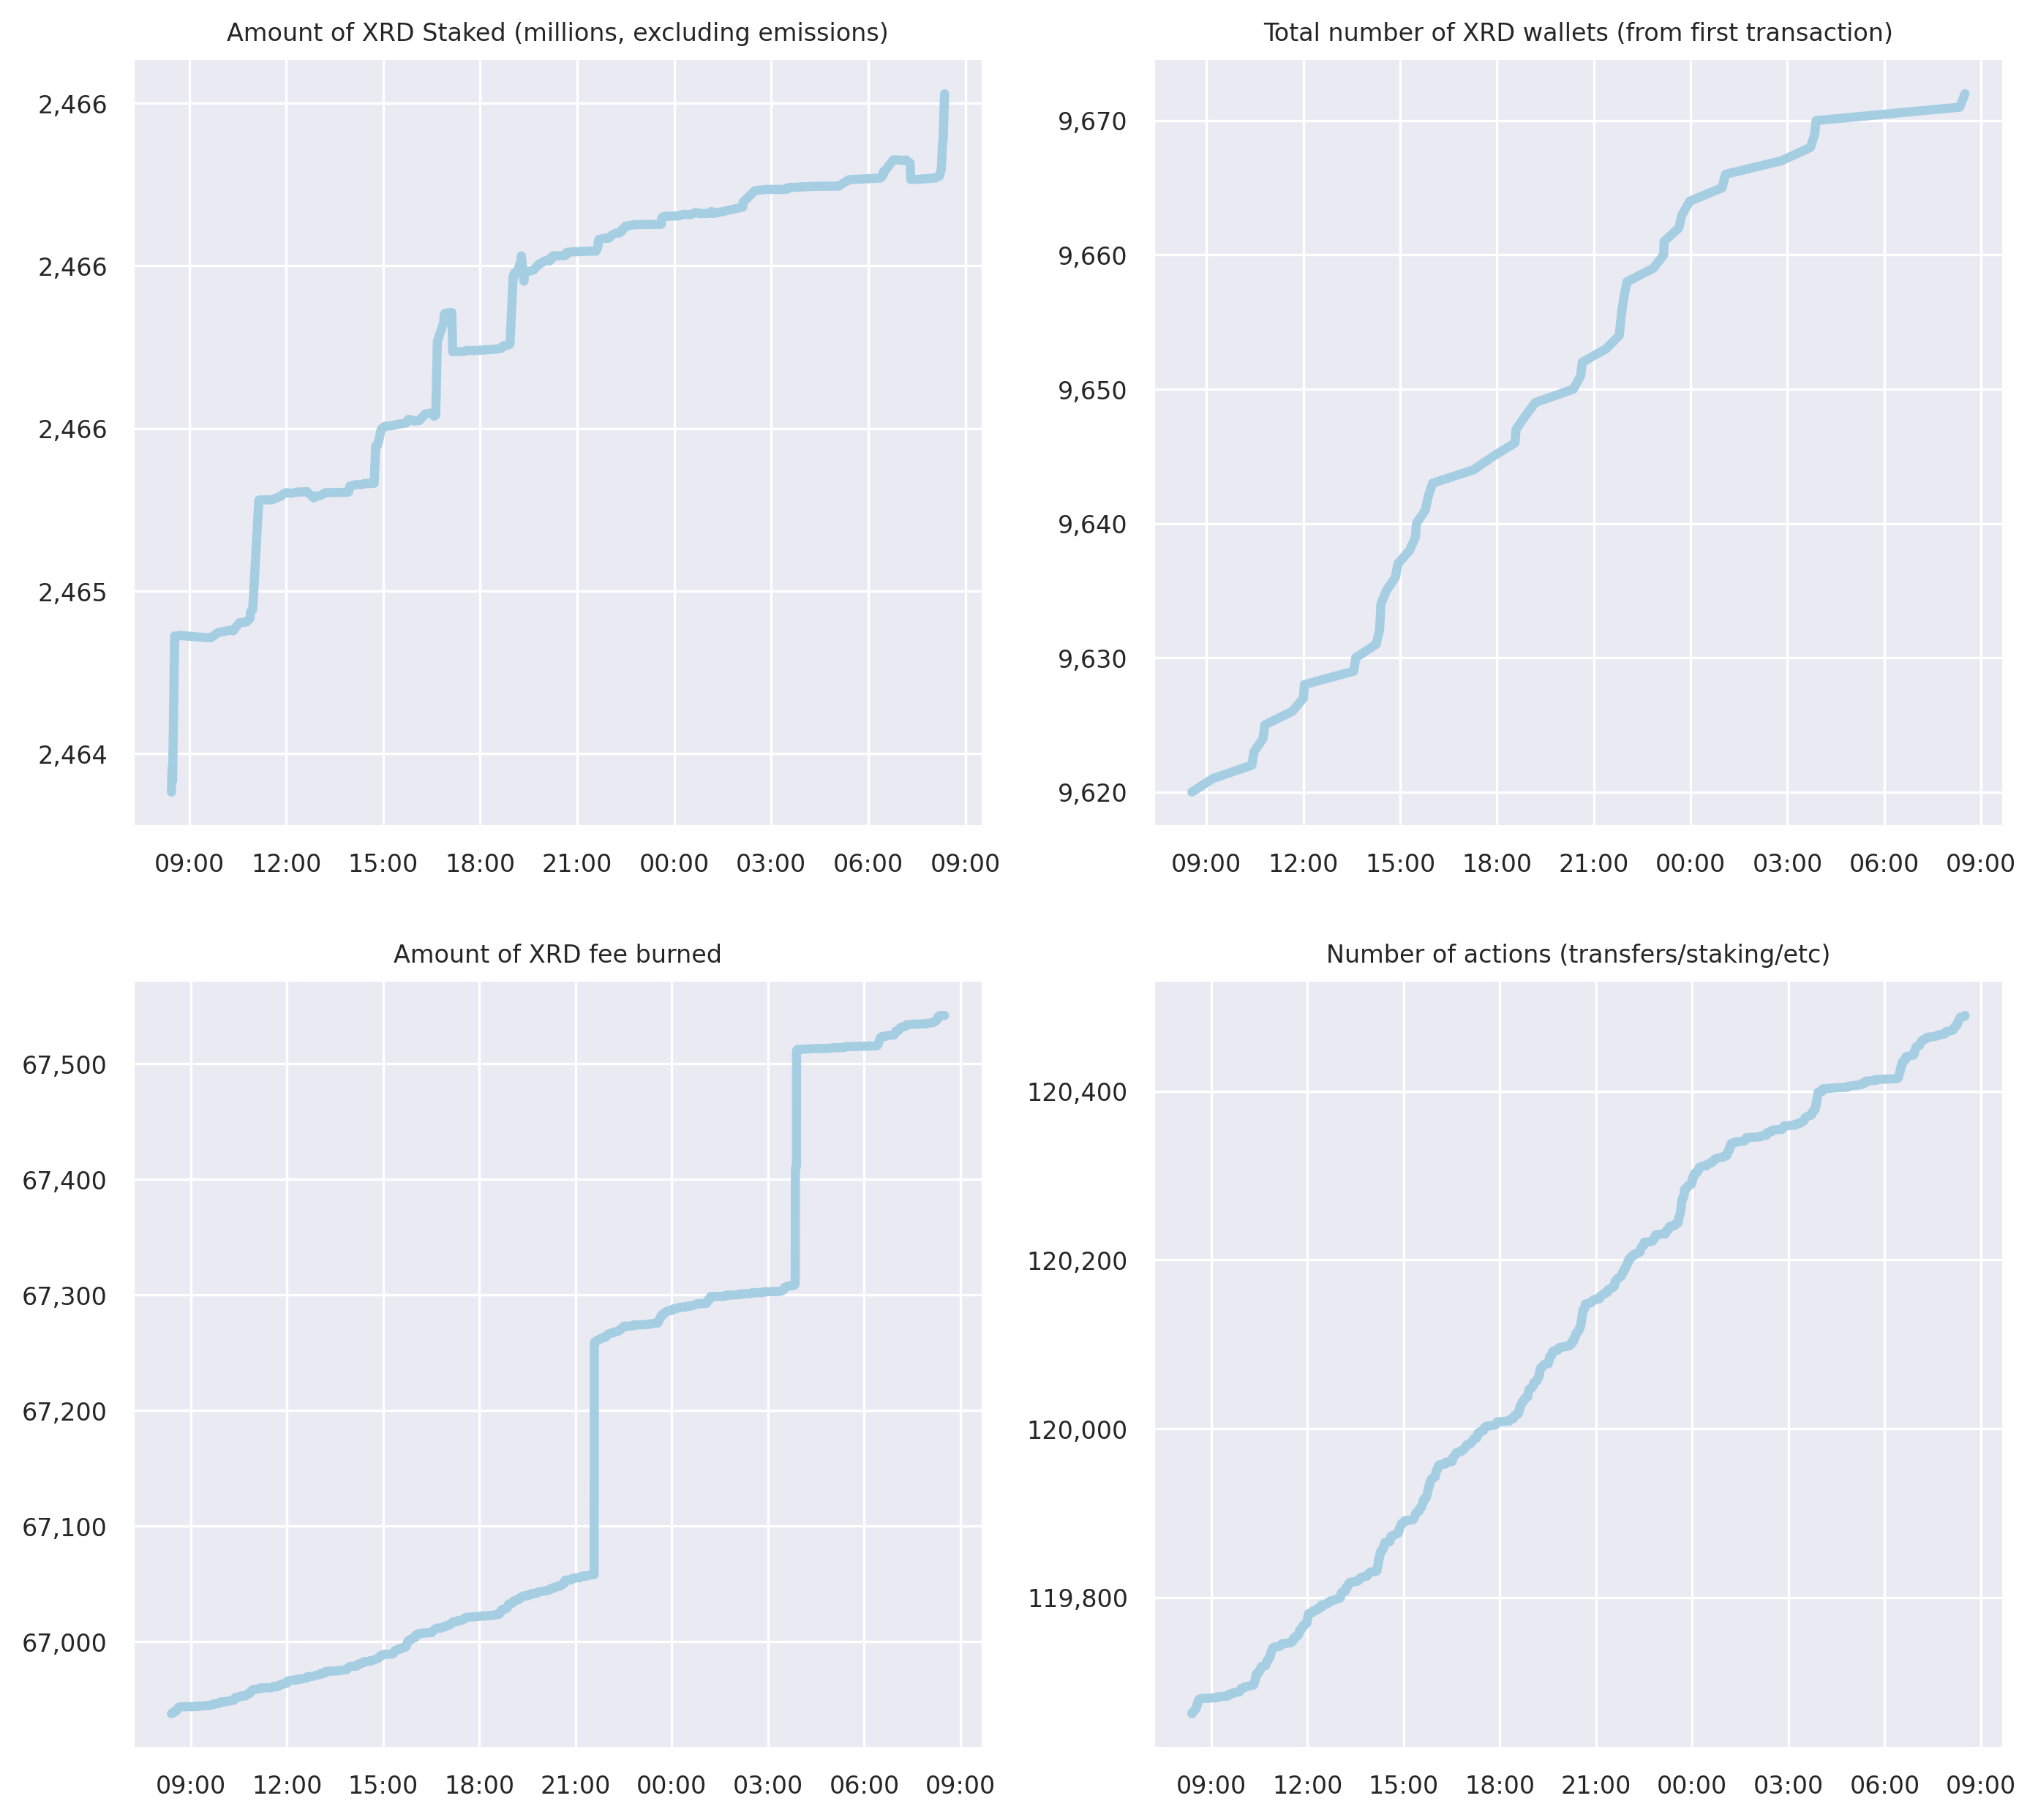 Amount of XRD Staked (millions, excluding emissions)
2,466
2,466
2,466
2,465
2,464
09:00 12:00 15:00 18:00 21:00 00:00 03:00 06:00 09:00
Total number of XRD wallets (from first transaction)
9,670
9,660
9,650
9,640
9,630
9,620
09:00 12:00 15:00 18:00 21:00 00:00 03:00 06:00 09:00
Amount of XRD fee burned
67,500
67,400
67,300
67,200
67,100
67,000
09:00 12:00 15:00 18:00 21:00 00:00 03:00 06:00 09:00
Number of actions (transfers/staking/etc)
120,400
120,200
120,000
119,800
09:00 12:00 15:00 18:00 21:00 00:00 03:00 06:00 09:00